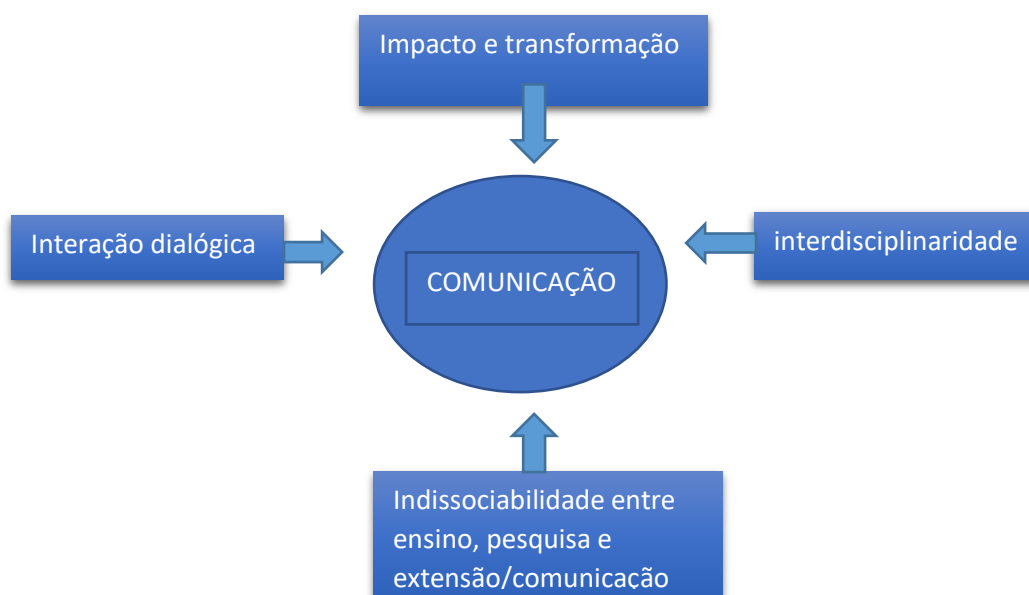 Impacto e transformação
Interação dialógica
interdisciplinaridade
COMUNICAÇÃO
Indissociabilidade entre
ensino, pesquisa e
extensão/comunicação